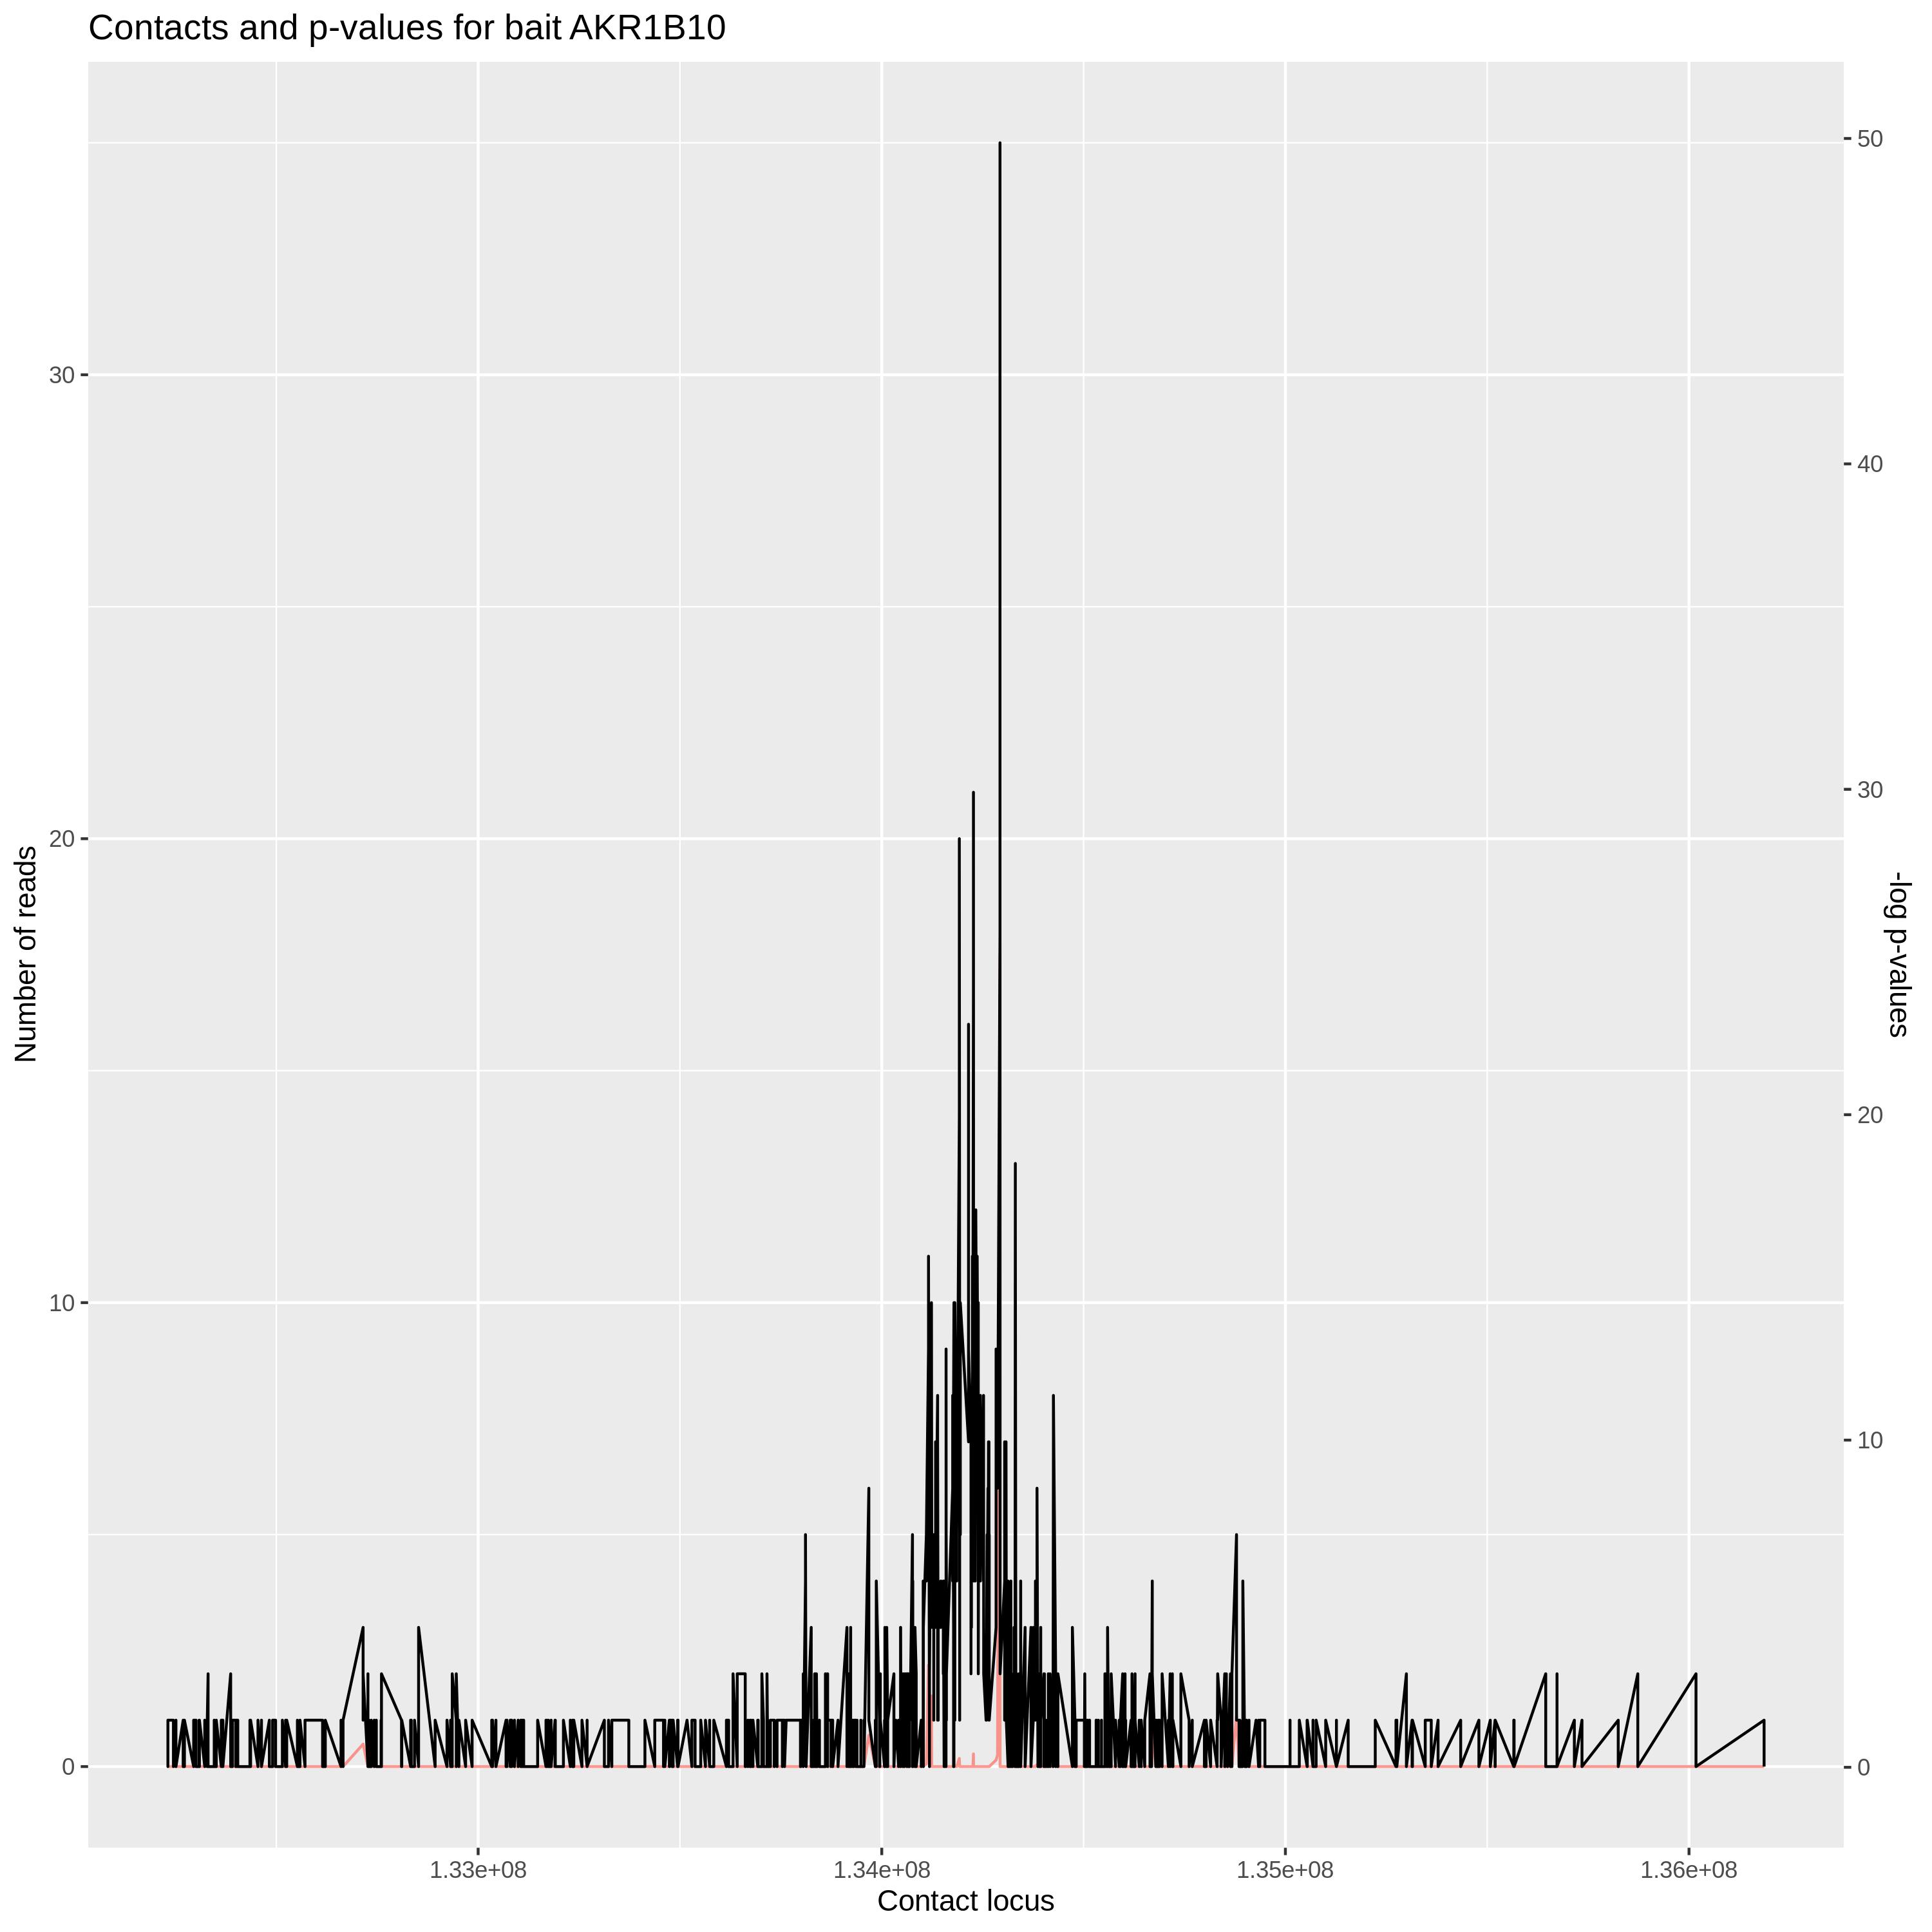 Contacts and p-values for bait AKR1B10
Number of reads
30
20
10
0
50
40
30
20
10
0
-log p-values
1.33e+08
1.34e+08
1.35e+08
1.36e+08
Contact locus